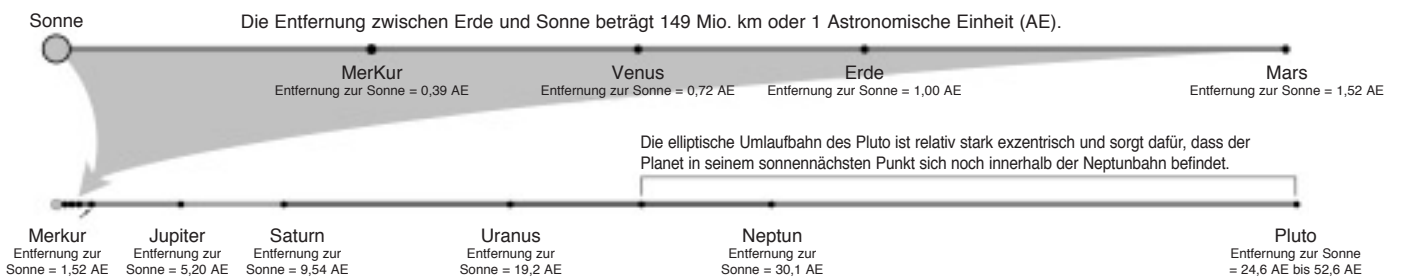 Sonne
Die Entfernung zwischen Erde und Sonne beträgt 149 Mio. km oder 1 Astronomische Einheit (AE).
MerKur
Entfernung zur Sonne = 0,39 AE
Venus
Entfernung zur Sonne = 0,72 AE
Erde
Entfernung zur Sonne = 1,00 AE
Mars
Entfernung zur Sonne = 1,52 AE
Die elliptische Umlaufbahn des Pluto ist relativ stark exzentrisch und sorgt dafür, dass der
Planet in seinem sonnennächsten Punkt sich noch innerhalb der Neptunbahn befindet.
Merkur
Entfernung zur
Sonne = 1,52 AE
Jupiter
Entfernung zur
Sonne = 5,20 AE
Saturn
Entfernung zur
Sonne = 9,54 AE
Uranus
Entfernung zur
Sonne = 19,2 AE
Neptun
Entfernung zur
Sonne = 30,1 AE
Pluto
Entfernung zur Sonne
= 24,6 AE bis 52,6 AE